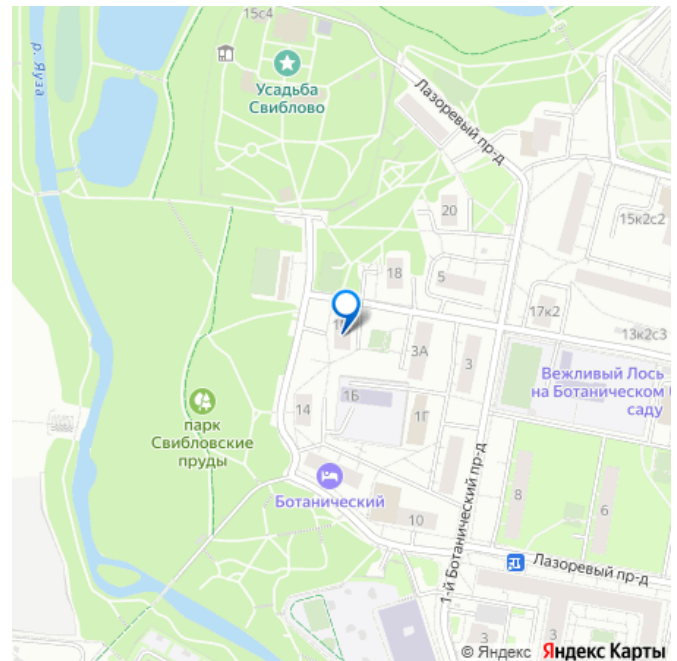 15с4
р. Яуза
Усадьба
Свиблово
Лазоревый пр-д
20
15к2с2
18
5
17к2
13к2с3
3А
3
Вежливый Лось
на Ботаническом
саду
1Б
14
1Г
парк
Свибловские
пруды
1-й Ботанический пр-д
Ботанический
8
6
10
Лазоревый пр-д
3
3
© Яндекс Яндекс Карты